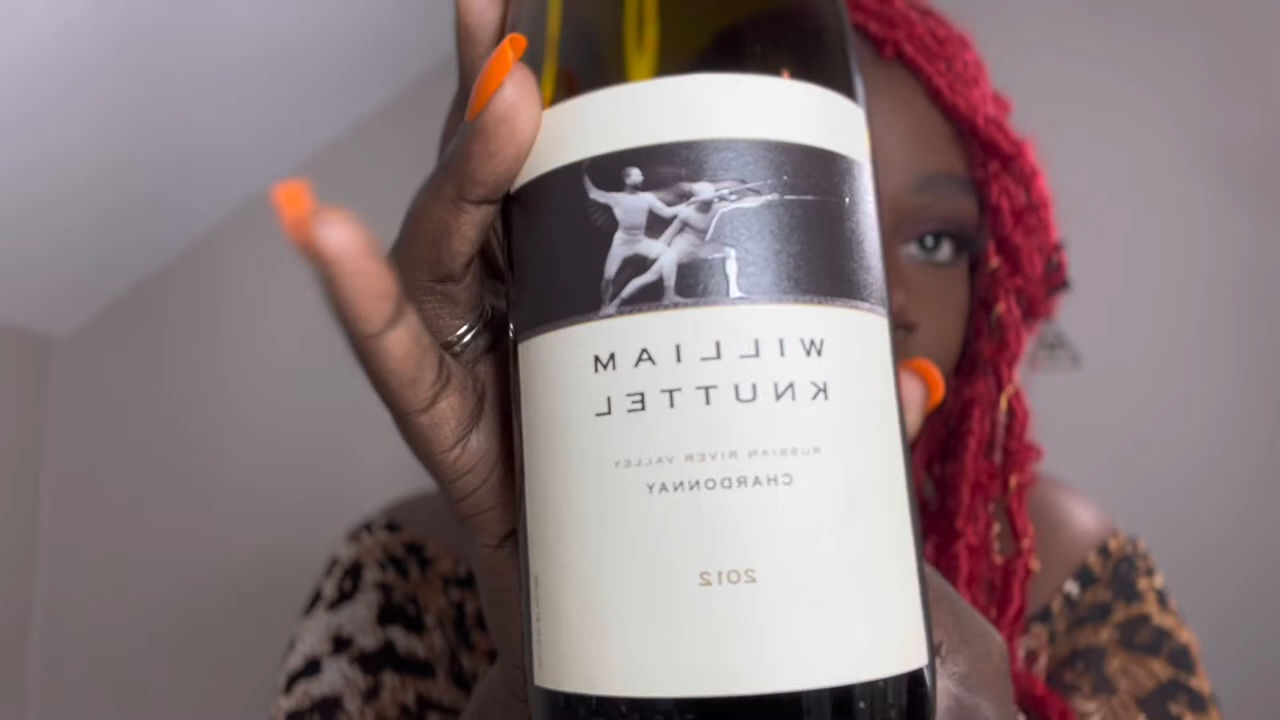 WILLIAM
KNUTTEL
RUSSIAN RIVER VALLEY
CHARDONNAY
2012